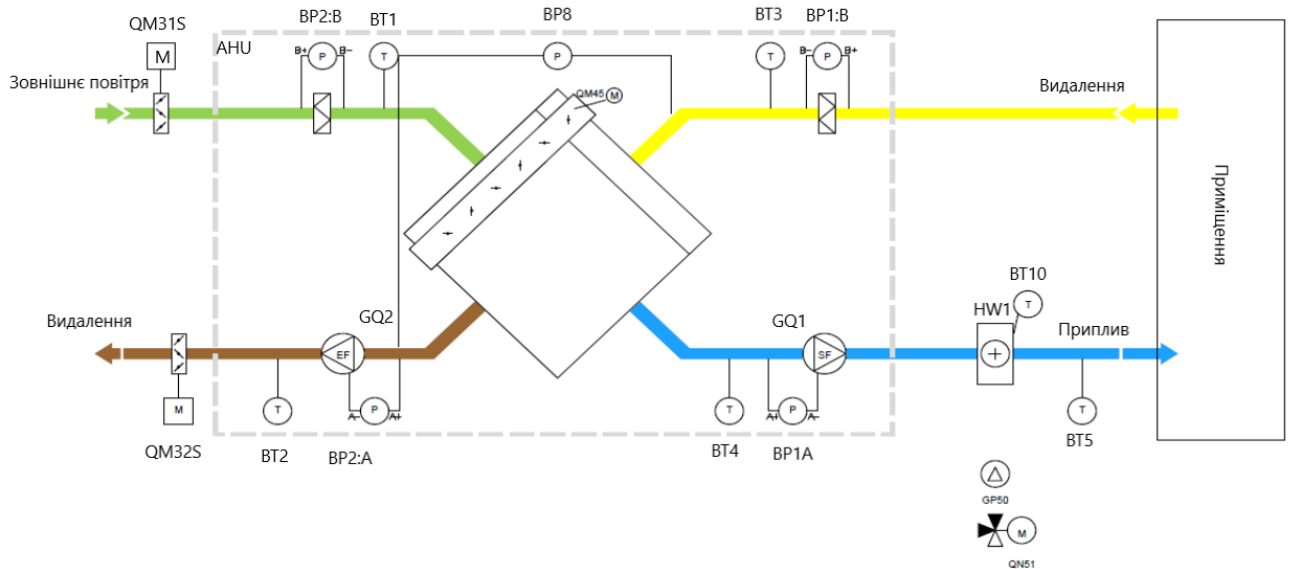 QM31S
M
BP2:B
BT1
BP8
BT3
BP1:B
AHU
B+
P
B−
T
P
T
B−
P
B+
Зовнішнє повітря
QM45
M
Видалення
Приміщення
Видалення
GQ2
GQ1
HW1
BT10
T
Приплив
EF
SF
M
T
A−
P
A+
T
A+
P
A−
T
QM32S
BT2
BP2:A
BT4
BP1A
BT5
GP50
M
QN51